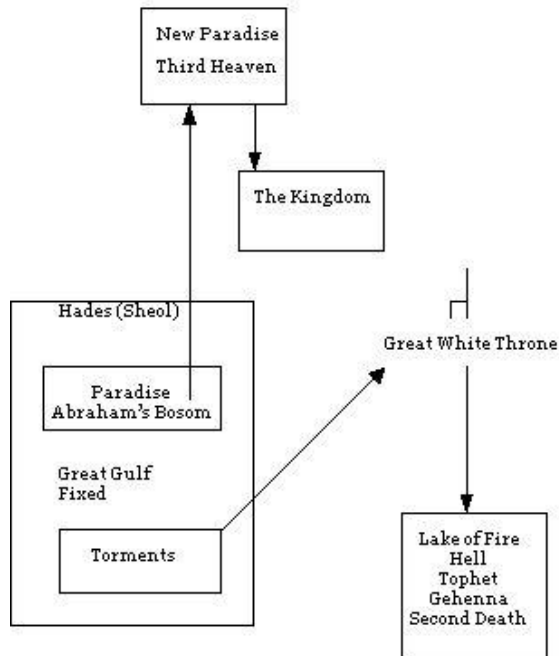 New Paradise
Third Heaven
The Kingdom
Hades (Sheol)
Great White Throne
Paradise
Abraham's Bosom
Great Gulf
Fixed
Torments
Lake of Fire
Hell
Tophet
Gehenna
Second Death